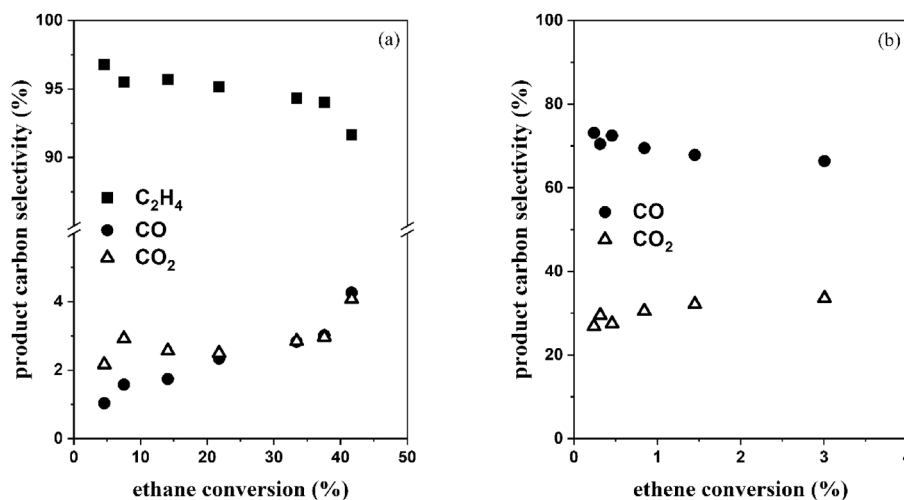 (a)
product carbon selectivity (%)
100
95
90
4
2
0
C₂H₄
CO
CO₂
0 10 20 30 40 50
ethane conversion (%)
(b)
product carbon selectivity (%)
100
80
60
40
20
0
CO
CO₂
0 1 2 3 4
ethene conversion (%)